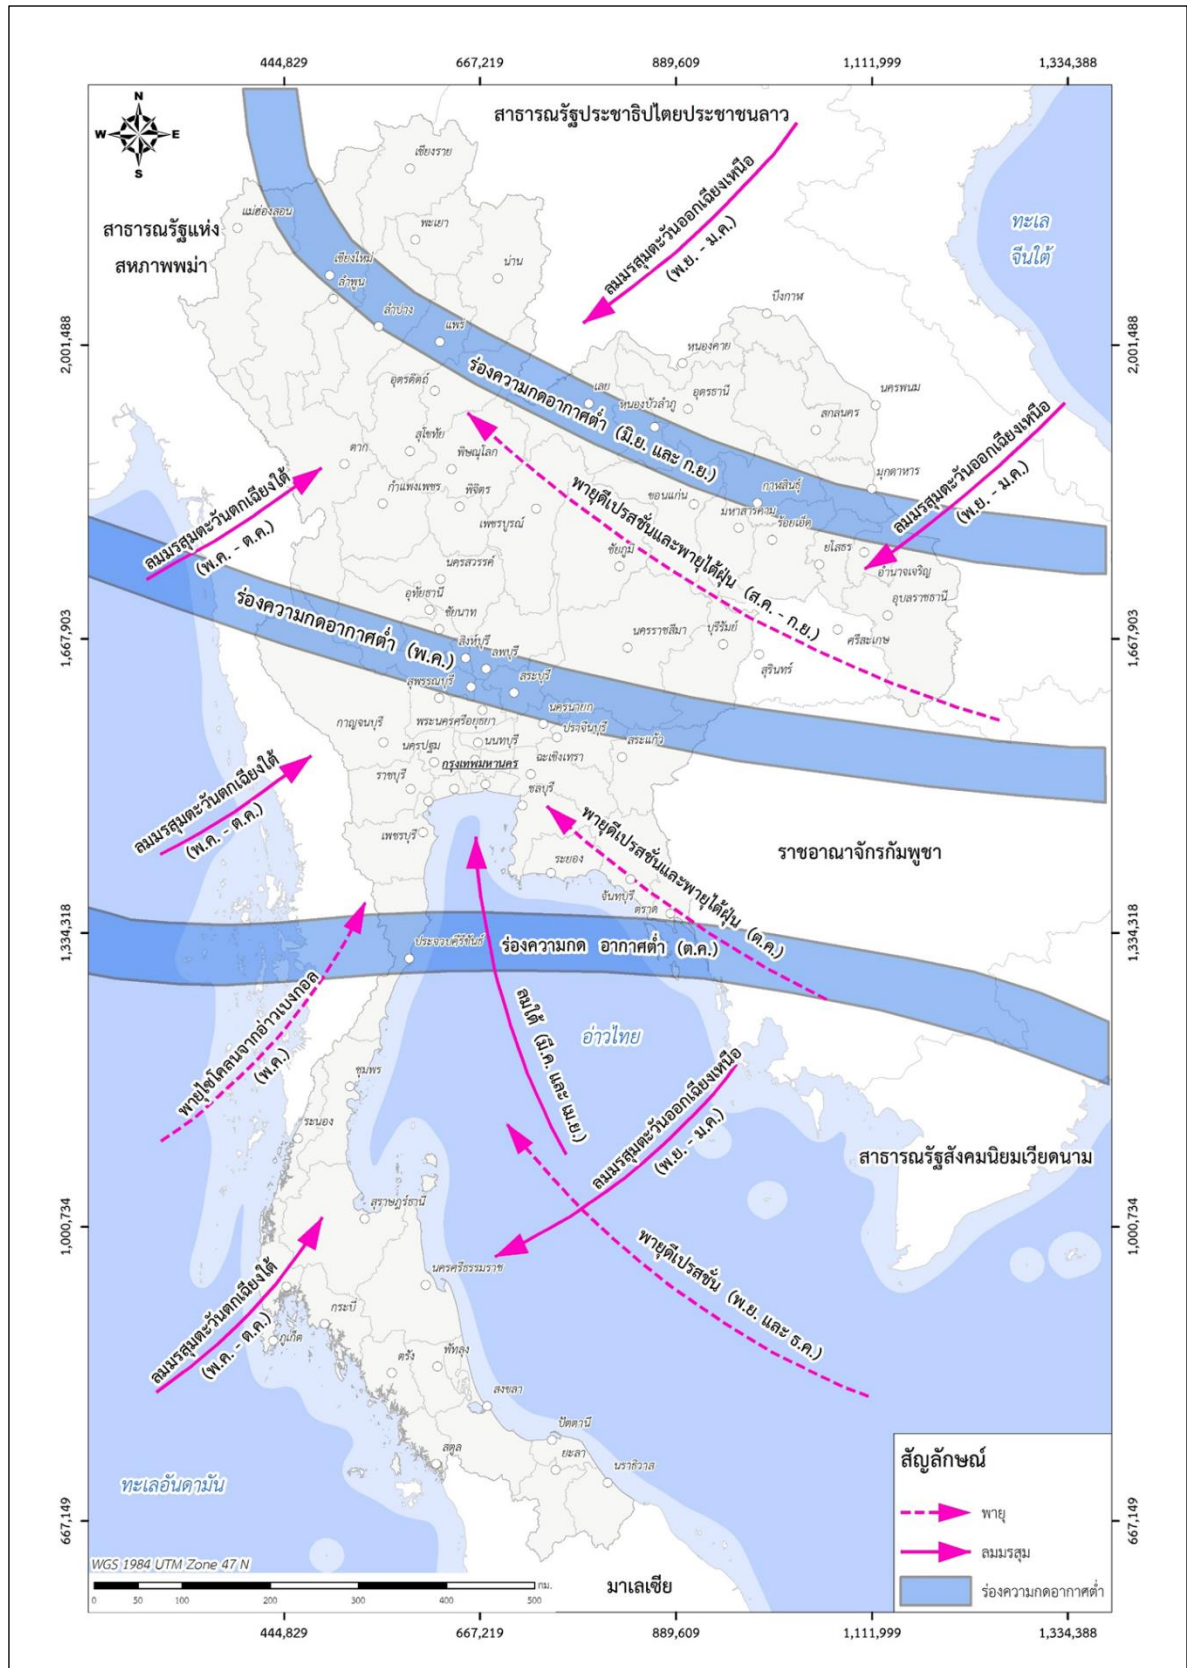 444,829
667,219
889,609
1,111,999
1,334,388
N
W
E
S
สาธารณรัฐประชาธิปไตยประชาชนลาว
เชียงราย
ลมมรสุมตะวันออกเฉียงเหนือ
(พ.ย. - ม.ค.)
แม่ฮ่องสอน
พะเยา
สาธารณรัฐแห่ง
สหภาพพม่า
ทะเล
จีนใต้
เชียงใหม่
ลำพูน
น่าน
บึงกาฬ
ลำปาง
แพร่
2,001,488
2,001,488
หนองคาย
ร่องความกดอากาศต่ำ (มิ.ย. และ ก.ย.)
อุตรดิตถ์
เลย
หนองบัวลำภู
อุดรธานี
นครพนม
สกลนคร
ลมมรสุมตะวันออกเฉียงเหนือ
(พ.ย. - ม.ค.)
ตาก
สุโขทัย
พิษณุโลก
กำแพงเพชร
พิจิตร
เพชรบูรณ์
พายุดีเปรสชั่นและพายุไต้ฝุ่น (ส.ค. - ก.ย.)
ขอนแก่น
กาฬสินธุ์
มุกดาหาร
มหาสารคาม
ร้อยเอ็ด
ลมมรสุมตะวันตกเฉียงใต้
(พ.ค. - ต.ค.)
ชัยภูมิ
ยโสธร
อำนาจเจริญ
นครสวรรค์
อุทัยธานี
ชัยนาท
อุบลราชธานี
ร่องความกดอากาศต่ำ (พ.ค.)
1,667,903
1,667,903
สิงห์บุรี
ลพบุรี
นครราชสีมา
บุรีรัมย์
ศรีสะเกษ
สุรินทร์
สุพรรณบุรี
สระบุรี
กาญจนบุรี
พระนครศรีอยุธยา
นครนายก
ปราจีนบุรี
นครปฐม
นนทบุรี
สระแก้ว
กรุงเทพมหานคร
ฉะเชิงเทรา
ราชบุรี
ชลบุรี
ลมมรสุมตะวันตกเฉียงใต้
(พ.ค. - ต.ค.)
เพชรบุรี
พายุดีเปรสชั่นและพายุไต้ฝุ่น (ต.ค.)
ราชอาณาจักรกัมพูชา
ระยอง
จันทบุรี
ตราด
1,334,318
1,334,318
ประจวบคีรีขันธ์
ร่องความกด อากาศต่ำ (ต.ค.)
พายุไซโคลนจากอ่าวเบงกอล
(พ.ค.)
ลมใต้ (มี.ค. และ เม.ย.)
อ่าวไทย
ชุมพร
ลมมรสุมตะวันออกเฉียงเหนือ
(พ.ย. - ม.ค.)
ระนอง
สาธารณรัฐสังคมนิยมเวียดนาม
สุราษฎร์ธานี
1,000,734
1,000,734
พายุดีเปรสชั่น (พ.ย. และ ธ.ค.)
นครศรีธรรมราช
ลมมรสุมตะวันตกเฉียงใต้
(พ.ค. - ต.ค.)
กระบี่
ภูเก็ต
ตรัง
พัทลุง
สงขลา
ปัตตานี
สตูล
ยะลา
นราธิวาส
ทะเลอันดามัน
สัญลักษณ์
พายุ
ลมมรสุม
ร่องความกดอากาศต่ำ
667,149
667,149
WGS 1984 UTM Zone 47 N
กม.
0 50 100 200 300 400 500
มาเลเซีย
444,829
667,219
889,609
1,111,999
1,334,388